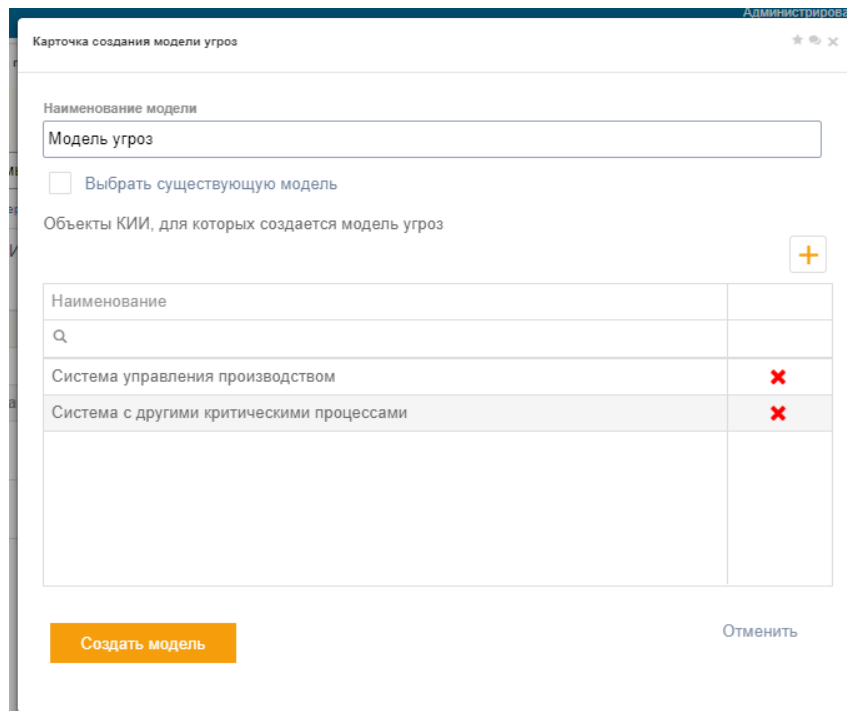 Администрирова
Карточка создания модели угроз
Наименование модели
Модель угроз
Выбрать существующую модель
Объекты КИИ, для которых создается модель угроз
Наименование
Система управления производством
Система с другими критическими процессами
Создать модель
Отменить